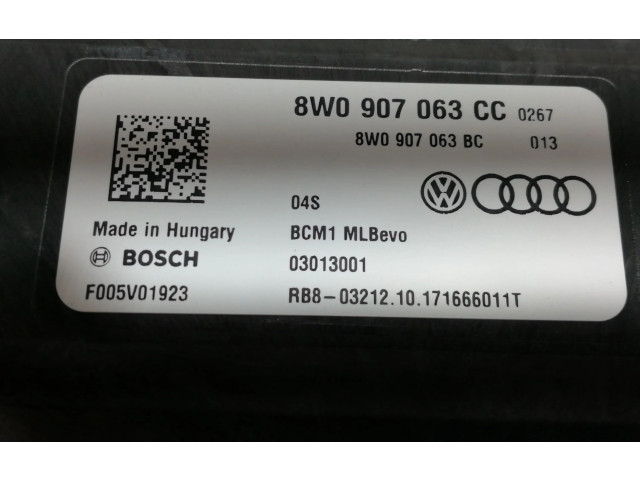 8W0 907 063 CC 0267
8W0 907 063 BC 013
04S
Made in Hungary BCM1 MLBevo
BOSCH 03013001
F005V01923 RB8-03212.10.171666011T